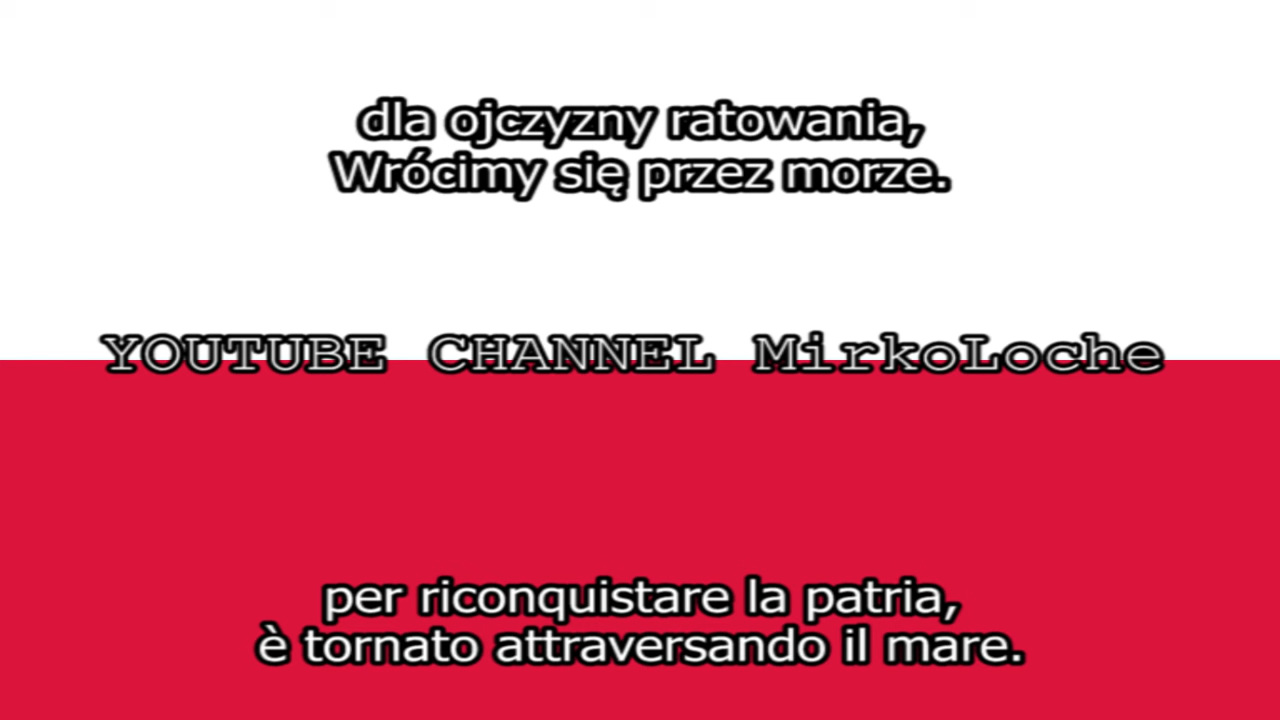 dla ojczyzny ratowania,
Wrócimy się przez morze.
YOUTUBE CHANNEL MirkoLoche
per riconquistare la patria,
è tornato attraversando il mare.